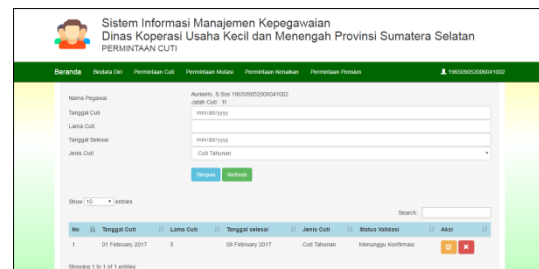 Sistem Informasi Manajemen Kepegawaian
Dinas Koperasi Usaha Kecil dan Menengah Provinsi Sumatera Selatan
PERMINTAAN CUTI
Beranda Biodata Diri Permintaan Cuti Permintaan Mutasi Permintaan Kenaikan Permintaan Pensiun 196509052006041002
Nama Pegawai Aurianto, S.Sos 196509052006041002
Jatah Cuti : 11
Tanggal Cuti mm/dd/yyyy
Lama Cuti
Tanggal Selesai mm/dd/yyyy
Jenis Cuti Cuti Tahunan
Simpan Refresh
Show 10 entries
Search:
No Tanggal Cuti Lama Cuti Tanggal selesai Jenis Cuti Status Validasi Aksi
1 01 February 2017 5 08 February 2017 Cuti Tahunan Menunggu Konfirmasi
Showing 1 to 1 of 1 entries